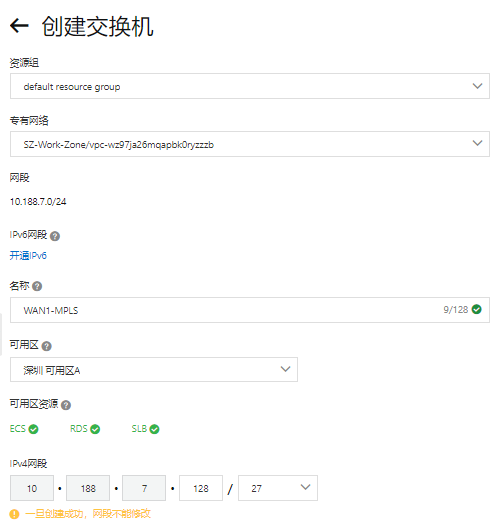 创建交换机
资源组
default resource group
专有网络
SZ-Work-Zone/vpc-wz97ja26mqapbk0ryzzzb
网段
10.188.7.0/24
IPv6网段 ?
开通IPv6
名称 ?
WAN1-MPLS 9/128
可用区 ?
深圳 可用区A
可用区资源 ?
ECS RDS SLB
IPv4网段
10 • 188 • 7 • 128 / 27
一旦创建成功，网段不能修改